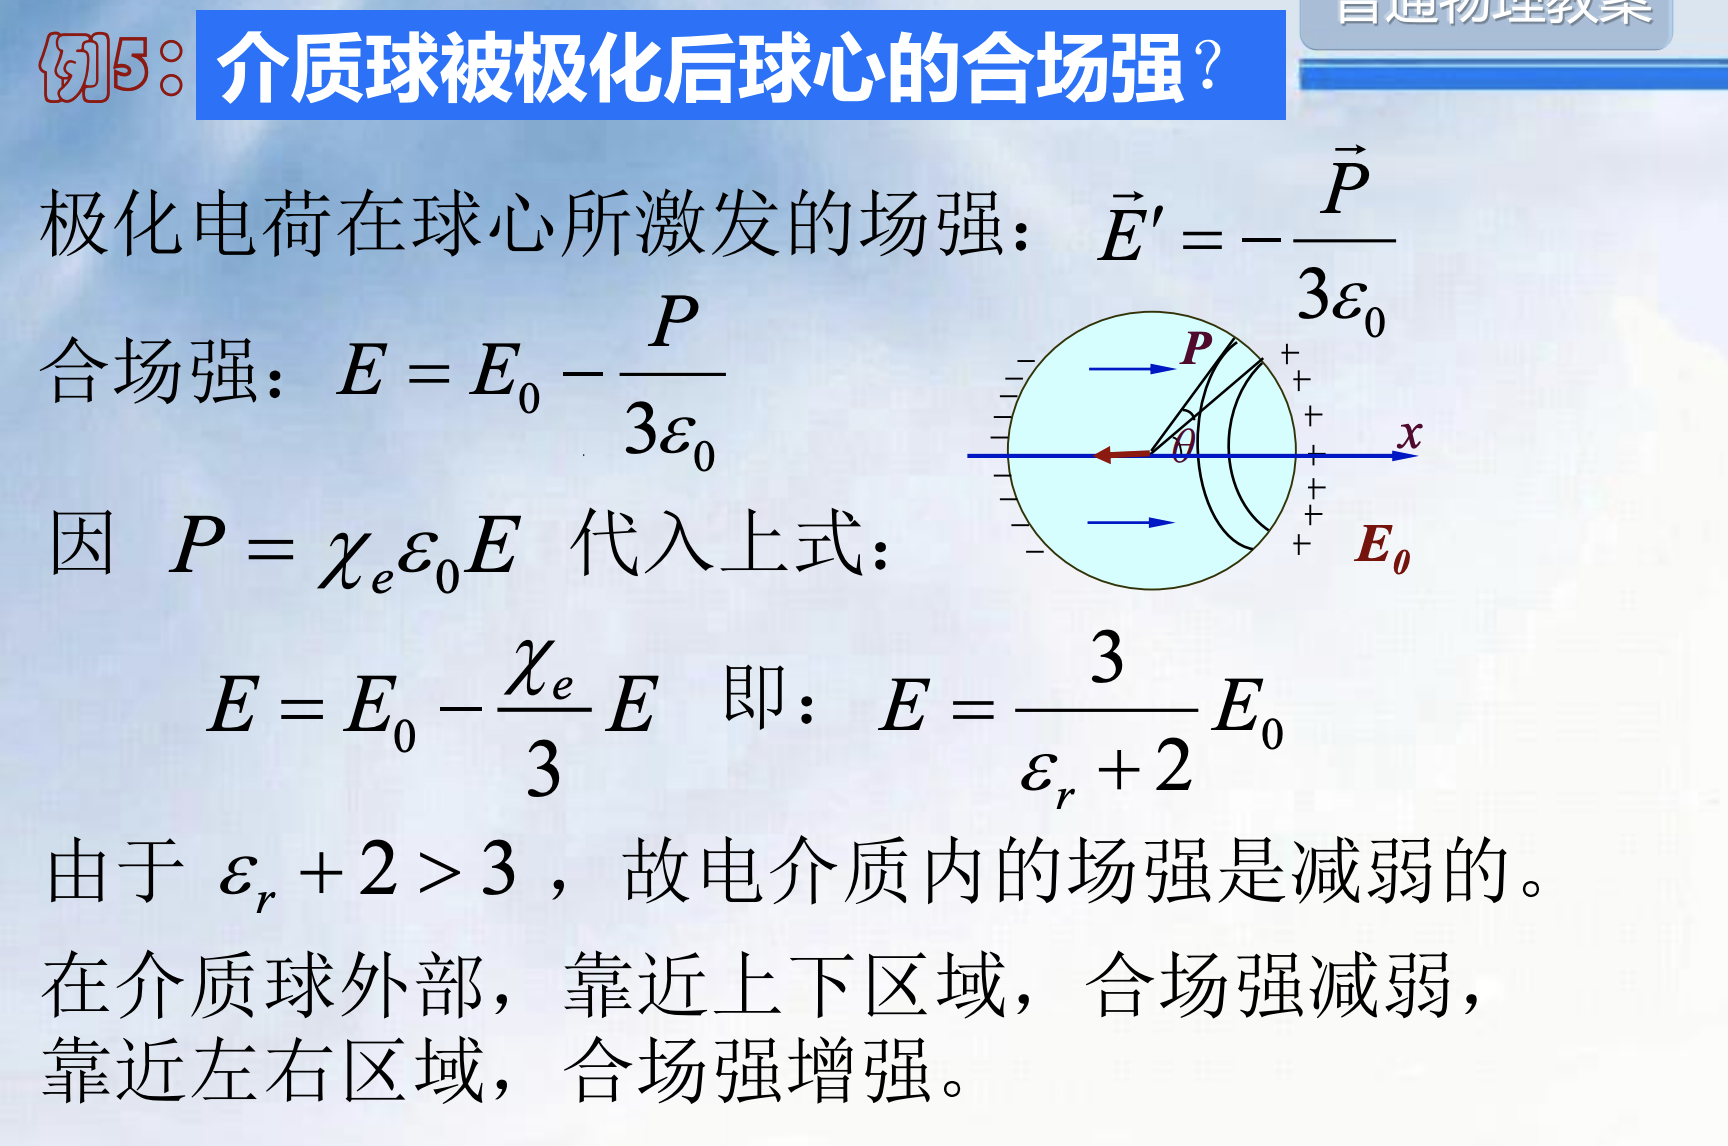 普通物理教案
例5：介质球被极化后球心的合场强？
极化电荷在球心所激发的场强： $\vec{E}' = -\frac{\vec{P}}{3\varepsilon_0}$
合场强： $E = E_0 - \frac{P}{3\varepsilon_0}$
因 $P = \chi_e \varepsilon_0 E$ 代入上式：
$E = E_0 - \frac{\chi_e}{3} E$ 即： $E = \frac{3}{\varepsilon_r + 2} E_0$
由于 $\varepsilon_r + 2 > 3$ ，故电介质内的场强是减弱的。
在介质球外部，靠近上下区域，合场强减弱，
靠近左右区域，合场强增强。
P
θ
x
E₀